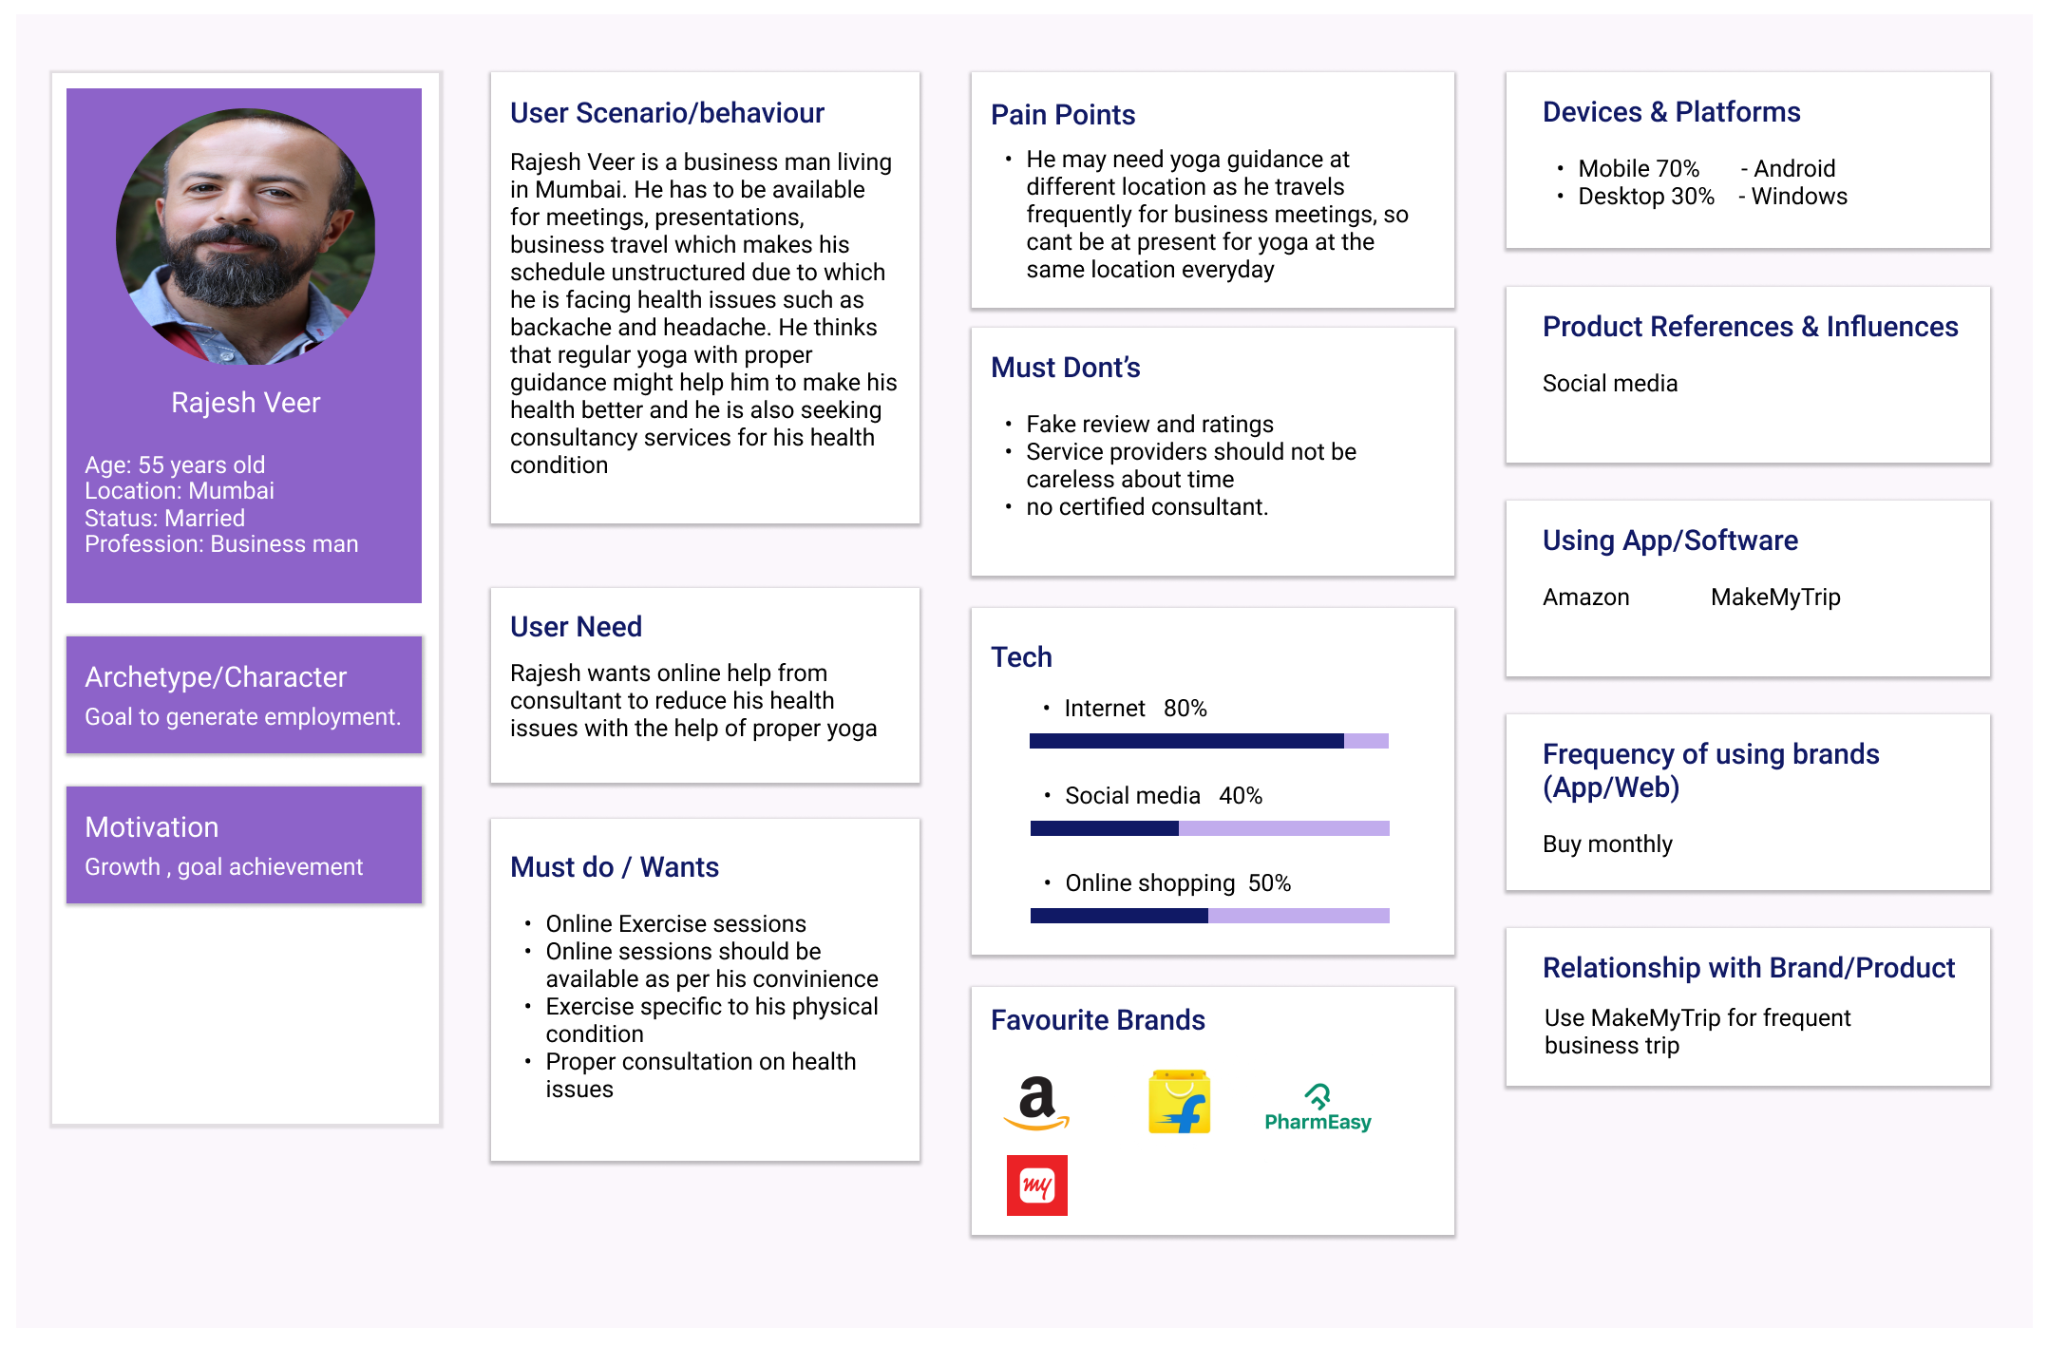 Rajesh Veer
Age: 55 years old
Location: Mumbai
Status: Married
Profession: Business man
Archetype/Character
Goal to generate employment.
Motivation
Growth , goal achievement
User Scenario/behaviour
Rajesh Veer is a business man living
in Mumbai. He has to be available
for meetings, presentations,
business travel which makes his
schedule unstructured due to which
he is facing health issues such as
backache and headache. He thinks
that regular yoga with proper
guidance might help him to make his
health better and he is also seeking
consultancy services for his health
condition
User Need
Rajesh wants online help from
consultant to reduce his health
issues with the help of proper yoga
Must do / Wants
• Online Exercise sessions
• Online sessions should be
available as per his convinience
• Exercise specific to his physical
condition
• Proper consultation on health
issues
Pain Points
• He may need yoga guidance at
different location as he travels
frequently for business meetings, so
cant be at present for yoga at the
same location everyday
Must Dont’s
• Fake review and ratings
• Service providers should not be
careless about time
• no certified consultant.
Tech
• Internet 80%
• Social media 40%
• Online shopping 50%
Favourite Brands
a
f
PharmEasy
my
Devices & Platforms
• Mobile 70% - Android
• Desktop 30% - Windows
Product References & Influences
Social media
Using App/Software
Amazon MakeMyTrip
Frequency of using brands
(App/Web)
Buy monthly
Relationship with Brand/Product
Use MakeMyTrip for frequent
business trip